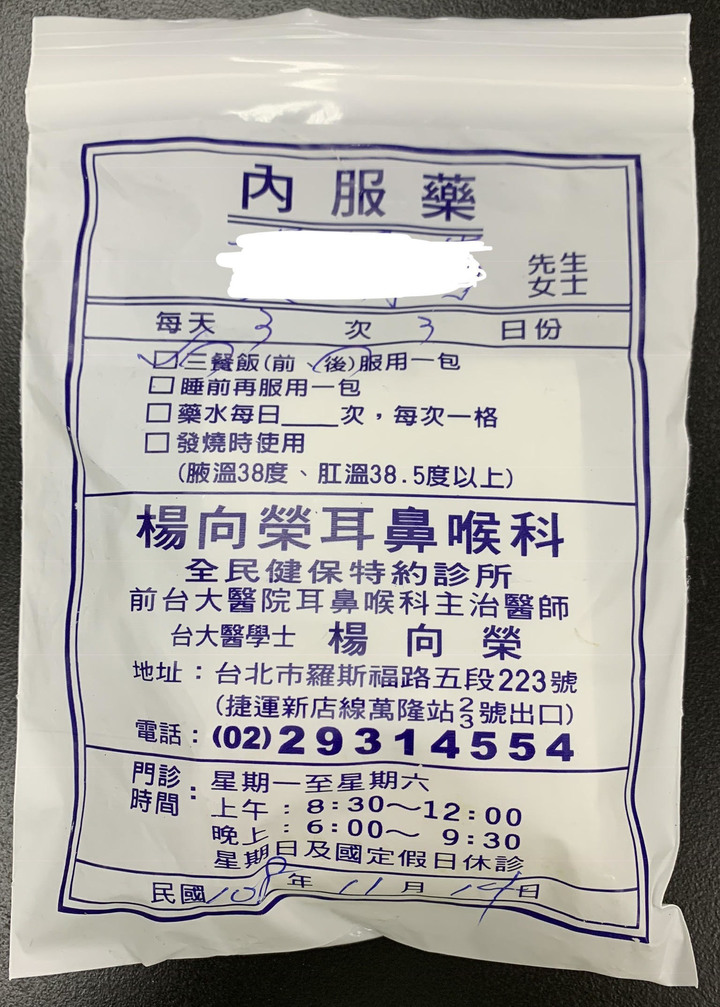 內服藥
先生
女士
每天 3 次 3 日份
☑三餐飯(前、後)服用一包
□睡前再服用一包
□藥水每日____次，每次一格
□發燒時使用
(腋溫38度、肛溫38.5度以上)
楊向榮耳鼻喉科
全民健保特約診所
前台大醫院耳鼻喉科主治醫師
台大醫學士 楊向榮
地址：台北市羅斯福路五段223號
(捷運新店線萬隆站2/3號出口)
電話：(02)29314554
門診時間：星期一至星期六
上午：8:30～12:00
晚上：6:00～ 9:30
星期日及國定假日休診
民國108年 11 月 14 日